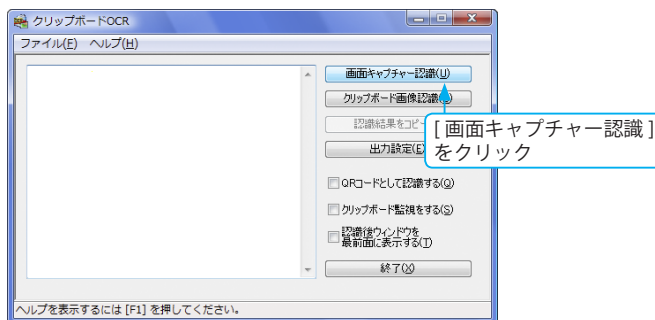 クリップボードOCR
ファイル(F) ヘルプ(H)
画面キャプチャー認識(U)
クリップボード画像認識
認識結果をコピー
出力設定(E)
[画面キャプチャー認識]
をクリック
QRコードとして認識する(Q)
クリップボード監視をする(S)
認識後ウィンドウを
最前面に表示する(T)
終了(X)
ヘルプを表示するには [F1] を押してください。